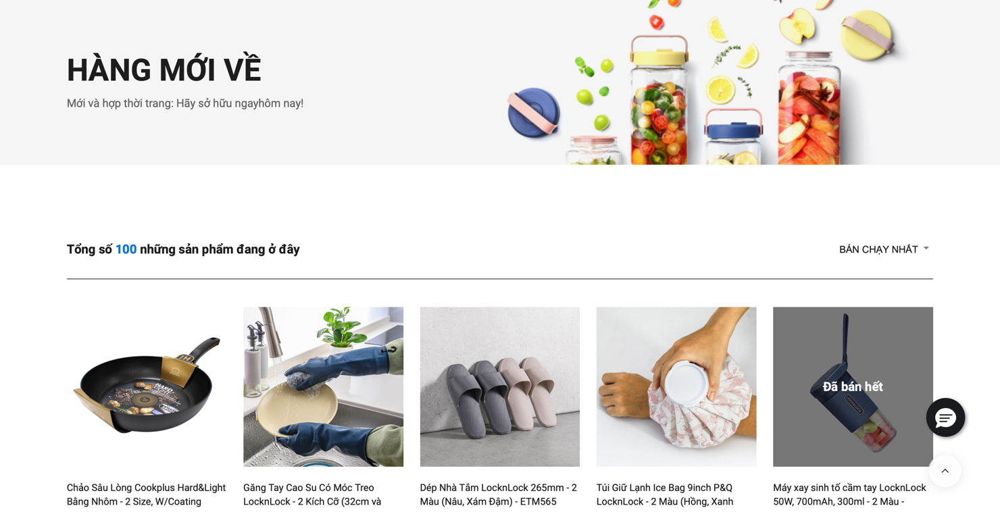 HÀNG MỚI VỀ
Mới và hợp thời trang: Hãy sở hữu ngayhôm nay!
Tổng số 100 những sản phẩm đang ở đây
BÁN CHẠY NHẤT
HARD
LIGHT
Đã bán hết
LOCK&LOCK
Chảo Sâu Lòng Cookplus Hard&Light
Bằng Nhôm - 2 Size, W/Coating
Găng Tay Cao Su Có Móc Treo
LocknLock - 2 Kích Cỡ (32cm và
Dép Nhà Tắm LocknLock 265mm - 2
Màu (Nâu, Xám Đậm) - ETM565
Túi Giữ Lạnh Ice Bag 9inch P&Q
LocknLock - 2 Màu (Hồng, Xanh
Máy xay sinh tố cầm tay LocknLock
50W, 700mAh, 300ml - 2 Màu -